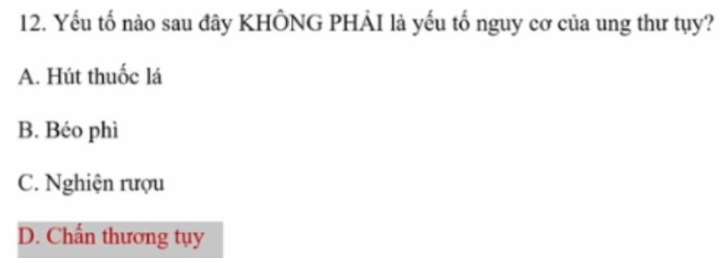 12. Yếu tố nào sau đây KHÔNG PHẢI là yếu tố nguy cơ của ung thư tụy?
A. Hút thuốc lá
B. Béo phì
C. Nghiện rượu
D. Chấn thương tụy